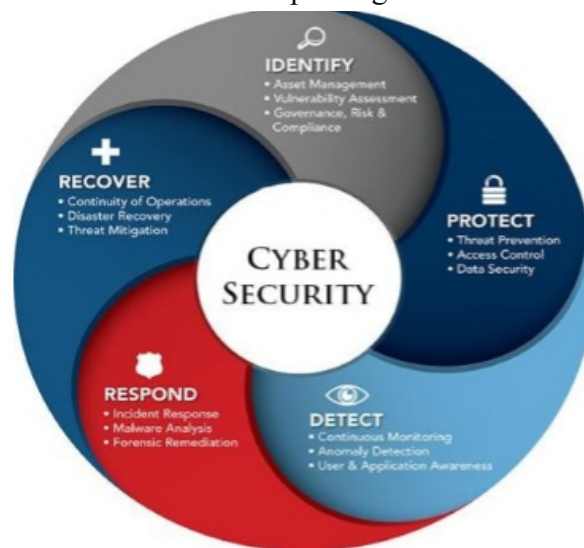 IDENTIFY
• Asset Management
• Vulnerability Assessment
• Governance, Risk &
Compliance
PROTECT
• Threat Prevention
• Access Control
• Data Security
DETECT
• Continuous Monitoring
• Anomaly Detection
• User & Application Awareness
RESPOND
• Incident Response
• Malware Analysis
• Forensic Remediation
RECOVER
• Continuity of Operations
• Disaster Recovery
• Threat Mitigation
CYBER
SECURITY